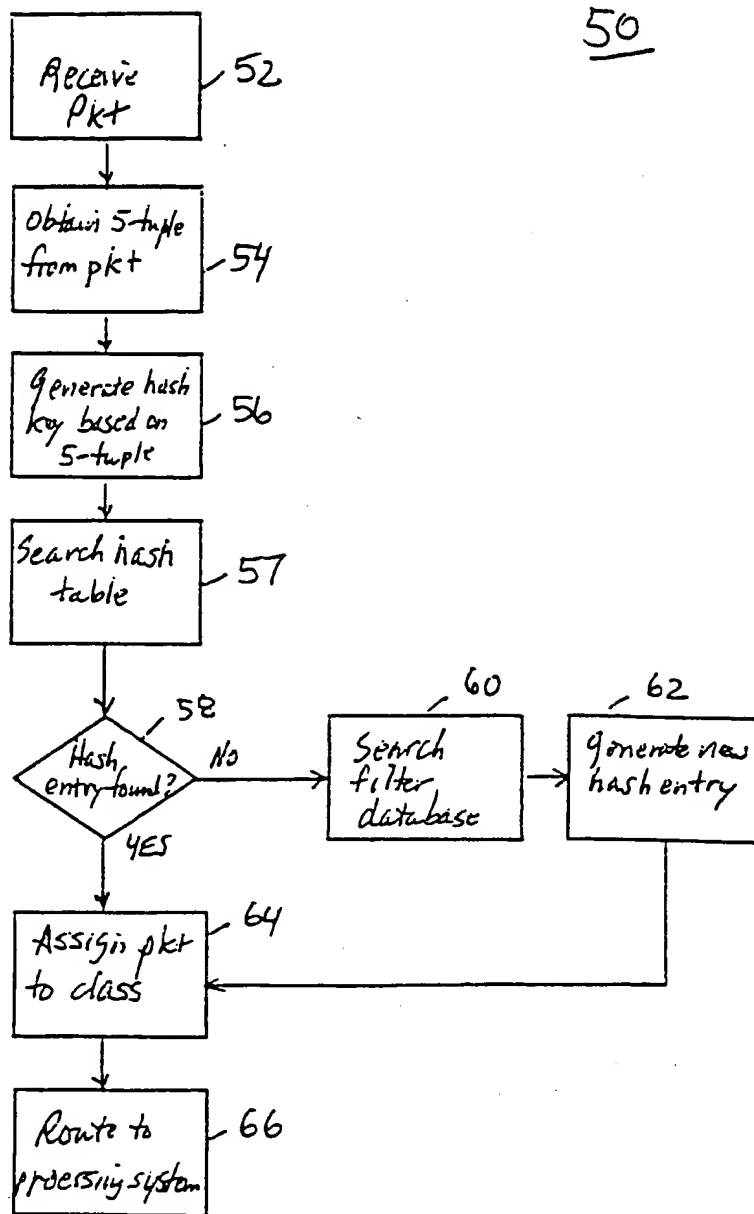 50
Receive
Pkt
52
Obtain 5-tuple
from pkt
54
Generate hash
key based on
5-tuple
56
Search hash
table
57
58
Hash
entry found?
No
YES
60
Search
filter
database
62
Generate new
hash entry
64
Assign pkt
to class
Route to
processing system
66